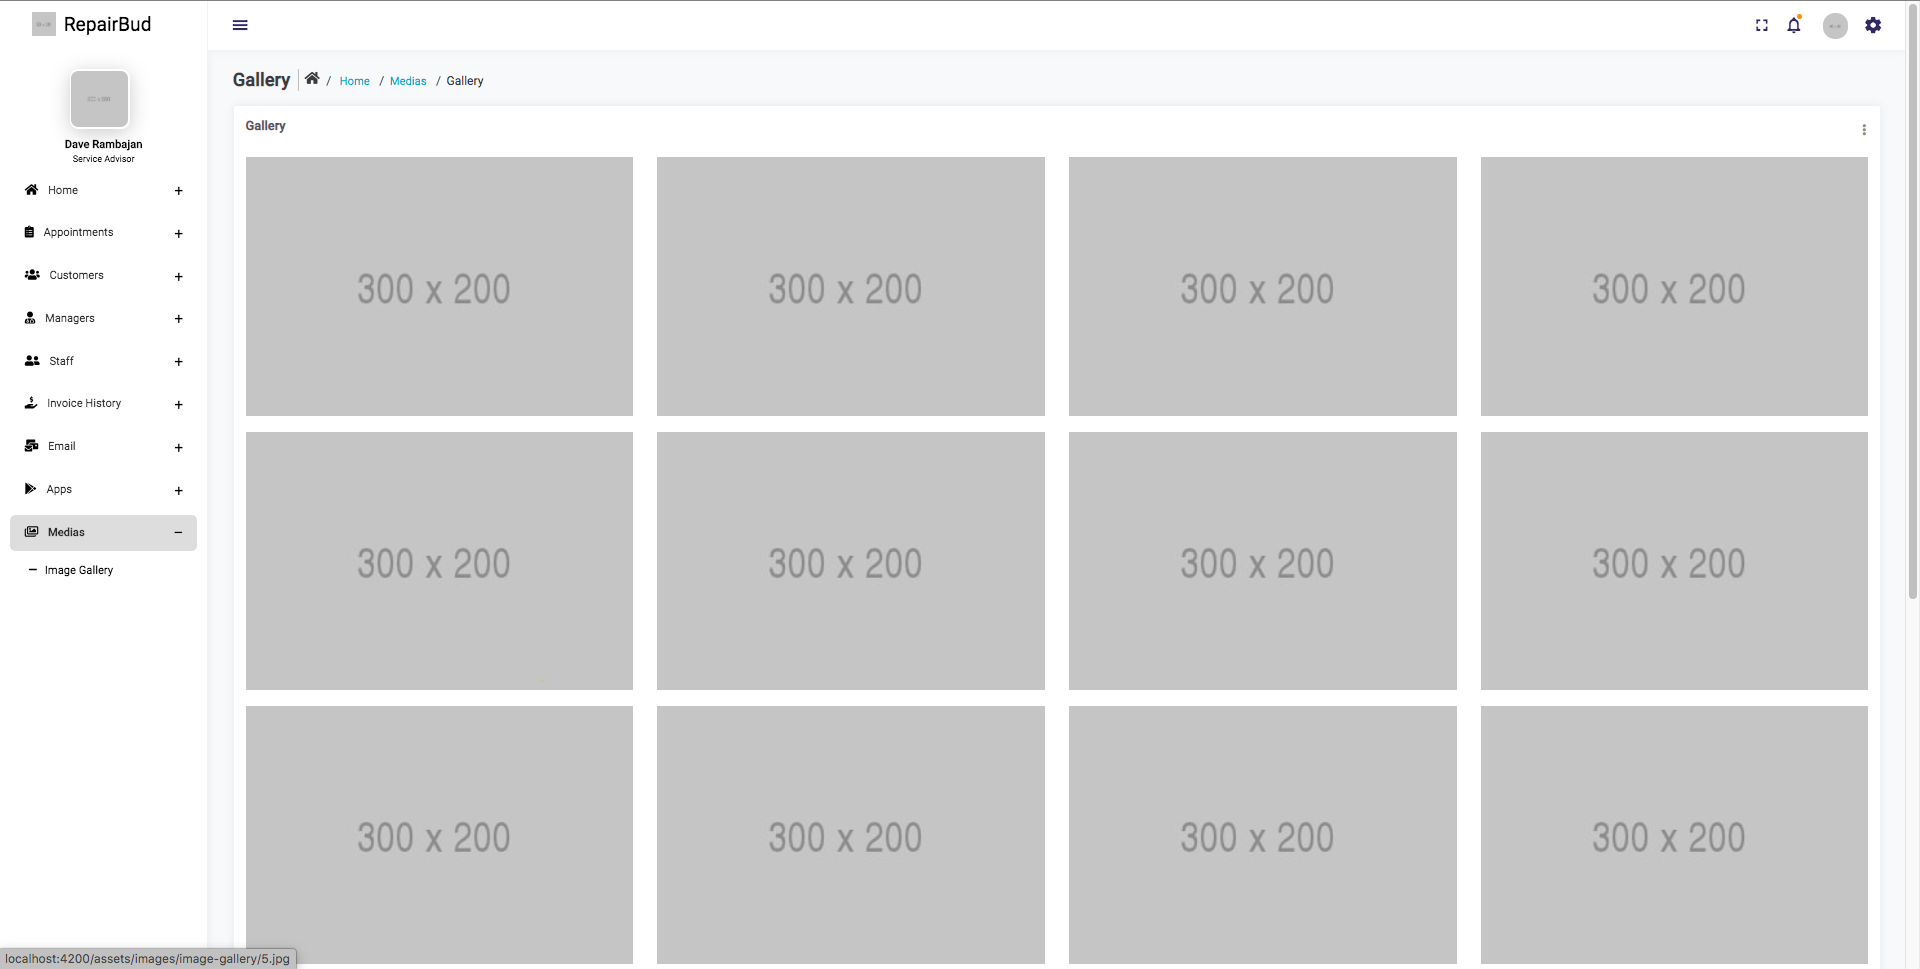 RepairBud
Gallery / Home / Medias / Gallery
Dave Rambajan
Service Advisor
Home +
Appointments +
Customers +
Managers +
Staff +
Invoice History +
Email +
Apps +
Medias −
− Image Gallery
Gallery
300 x 200 300 x 200 300 x 200 300 x 200
300 x 200 300 x 200 300 x 200 300 x 200
300 x 200 300 x 200 300 x 200 300 x 200
localhost:4200/assets/images/image-gallery/5.jpg